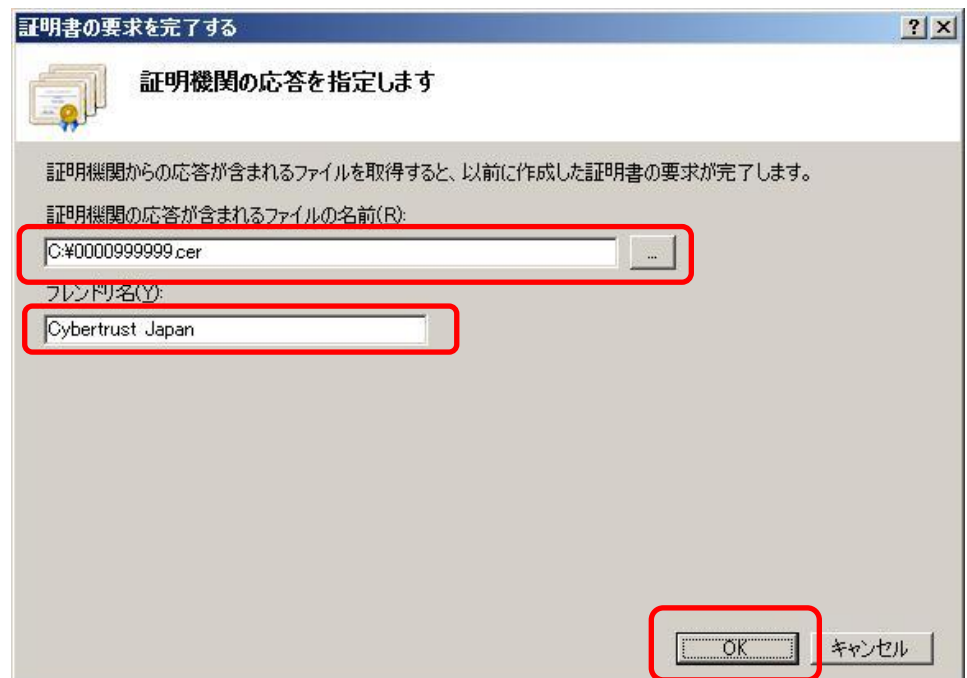 証明書の要求を完了する
証明機関の応答を指定します
証明機関からの応答が含まれるファイルを取得すると、以前に作成した証明書の要求が完了します。
証明機関の応答が含まれるファイルの名前(R):
C:¥0000999999.cer
...
フレンドリ名(Y):
Cybertrust Japan
OK
キャンセル